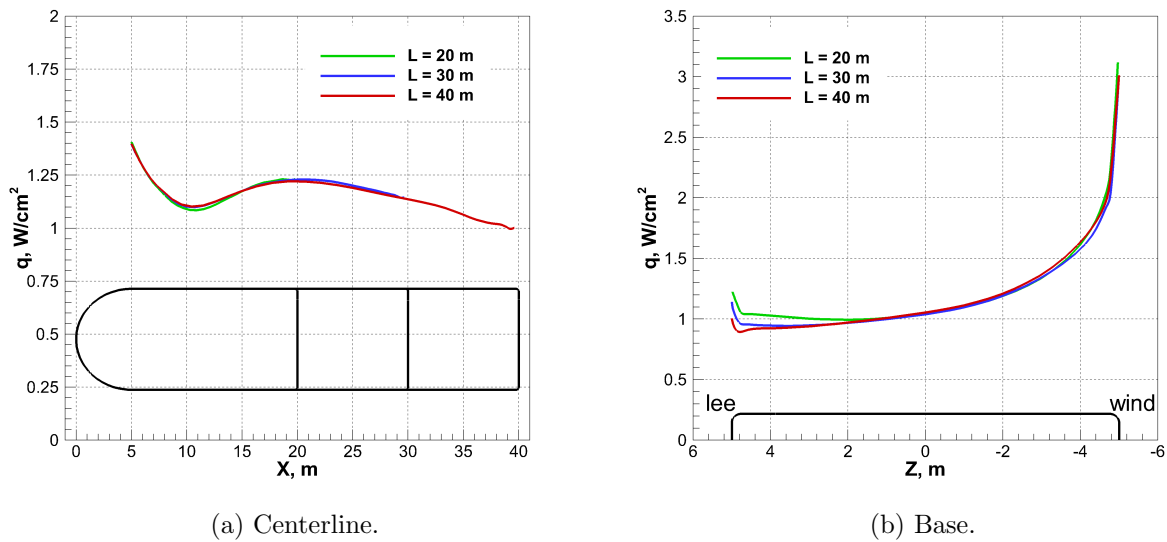 2
1.75
1.5
1.25
1
0.75
0.5
0.25
0
q, W/cm²
L = 20 m
L = 30 m
L = 40 m
0 5 10 15 20 25 30 35 40
X, m
(a) Centerline.
3.5
3
2.5
2
1.5
1
0.5
0
q, W/cm²
L = 20 m
L = 30 m
L = 40 m
lee wind
6 4 2 0 -2 -4 -6
Z, m
(b) Base.